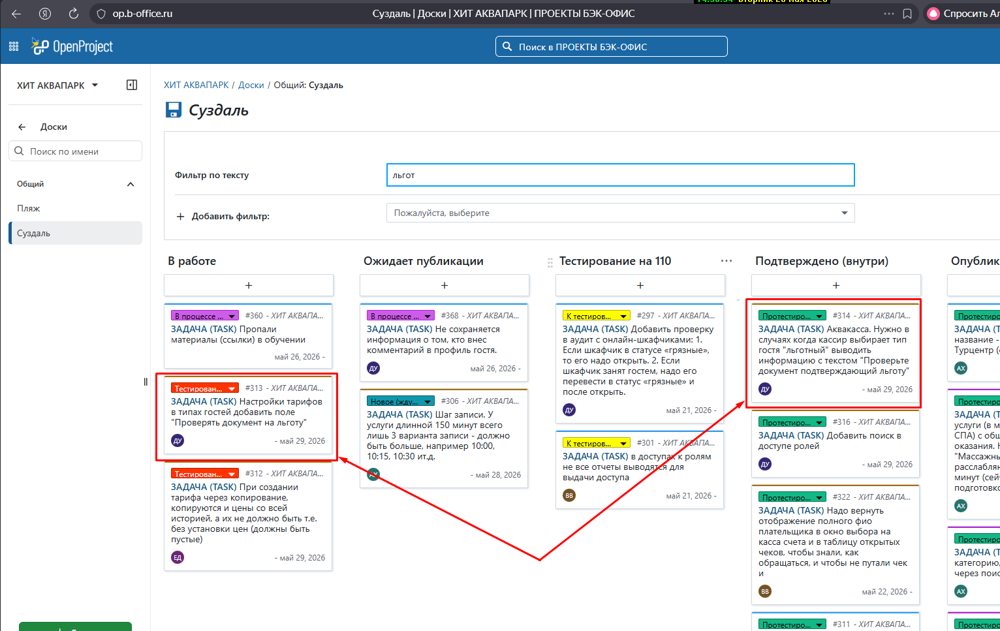 14:56:54 Вторник 26 мая 2026
Я
op.b-office.ru
Суздаль | Доски | ХИТ АКВАПАРК | ПРОЕКТЫ БЭК-ОФИС
Спросить Ал
OpenProject
Поиск в ПРОЕКТЫ БЭК-ОФИС
ХИТ АКВАПАРК
Доски
Поиск по имени
Общий
Пляж
Суздаль
ХИТ АКВАПАРК / Доски / Общий: Суздаль
Суздаль
Фильтр по тексту
льгот
Добавить фильтр:
Пожалуйста, выберите
В работе
+
В процессе ... #360 - ХИТ АКВАПА...
ЗАДАЧА (TASK) Пропали
материалы (ссылки) в обучении
май 26, 2026 -
Тестирован... #313 - ХИТ АКВАПА...
ЗАДАЧА (TASK) Настройки тарифов
в типах гостей добавить поле
"Проверять документ на льготу"
ДУ
- май 29, 2026
Тестирован... #312 - ХИТ АКВАПА...
ЗАДАЧА (TASK) При создании
тарифа через копирование,
копируются и цены со всей
историей, а их не должно быть т.е.
без установки цен (должны быть
пустые)
ЕД
- май 29, 2026
Ожидает публикации
+
В процессе ... #368 - ХИТ АКВАПА...
ЗАДАЧА (TASK) Не сохраняется
информация о том, кто внес
комментарий в профиль гостя.
ДУ
май 26, 2026 -
Новое (жду... #306 - ХИТ АКВАПА...
ЗАДАЧА (TASK) Шаг записи. У
услуги длинной 150 минут всего
лишь 3 варианта записи - должно
быть больше, например 10:00,
10:15, 10:30 ит.д.
АХ
- май 28, 2026
Тестирование на 110
+
К тестиров... #297 - ХИТ АКВАПА...
ЗАДАЧА (TASK) Добавить проверку
в аудит с онлайн-шкафчиками: 1.
Если шкафчик в статусе «грязные»,
то его надо открыть. 2. Если
шкафчик занят гостем, надо его
перевести в статус «грязные» и
после открыть.
ДУ
май 21, 2026 -
К тестиров... #301 - ХИТ АКВАПА...
ЗАДАЧА (TASK) в доступах к ролям
не все отчеты выводятся для
выдачи доступа
ВВ
май 21, 2026 -
Подтверждено (внутри)
+
Протестиро... #314 - ХИТ АКВАПА...
ЗАДАЧА (TASK) Аквакасса. Нужно в
случаях когда кассир выбирает тип
гостя "льготный" выводить
информацию с текстом "Проверьте
документ подтверждающий льготу"
ДУ
- май 29, 2026
Протестиро... #316 - ХИТ АКВАПА...
ЗАДАЧА (TASK) Добавить поиск в
доступе ролей
ДУ
- май 29, 2026
Протестиро... #322 - ХИТ АКВАПА...
ЗАДАЧА (TASK) Надо вернуть
отображение полного фио
плательщика в окно выбора на
касса счета и в таблицу открытых
чеков, чтобы знали, как
обращаться, и чтобы не путали чек
и
ВВ
май 22, 2026 -
Протестиро... #311 - ХИТ АКВАПА...
Опублик
Протестиро
ЗАДАЧА (Т
название -
Турцентр (
АХ
Протестиро
ЗАДАЧА (Т
услуги (в м
СПА) с общ
оказания. Н
"Массажны
расслабля
минут (сей
подготовко
АХ
Протестиро
ЗАДАЧА (Т
категорию,
через поис
АХ
Протестиро